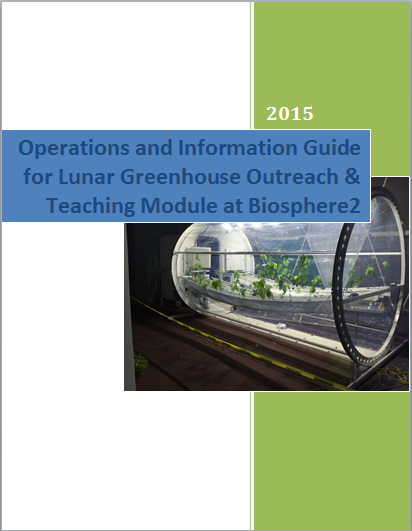 2015
Operations and Information Guide
for Lunar Greenhouse Outreach &
Teaching Module at Biosphere2